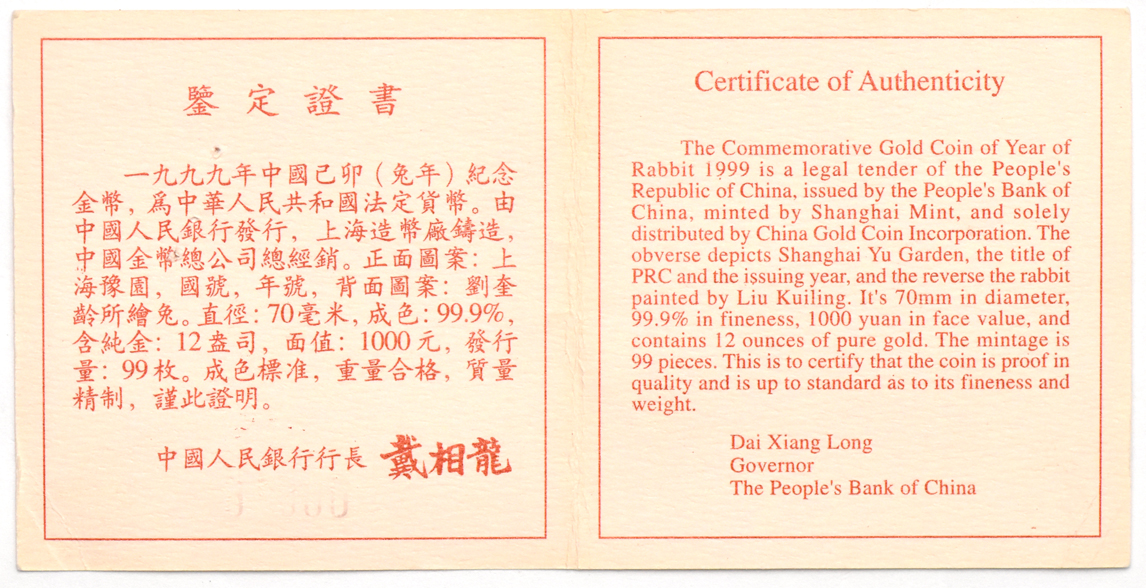 鑒定證書
一九九九年中國己卯（兔年）紀念
金幣，爲中華人民共和國法定貨幣。由
中國人民銀行發行，上海造幣廠鑄造，
中國金幣總公司總經銷。正面圖案：上
海豫園，國號，年號，背面圖案：劉奎
齡所繪兔。直徑：70毫米，成色：99.9%，
含純金：12盎司，面值：1000元，發行
量：99枚。成色標准，重量合格，質量
精制，謹此證明。
中國人民銀行行長 戴相龍
Certificate of Authenticity
The Commemorative Gold Coin of Year of
Rabbit 1999 is a legal tender of the People's
Republic of China, issued by the People's Bank of
China, minted by Shanghai Mint, and solely
distributed by China Gold Coin Incorporation. The
obverse depicts Shanghai Yu Garden, the title of
PRC and the issuing year, and the reverse the rabbit
painted by Liu Kuiling. It's 70mm in diameter,
99.9% in fineness, 1000 yuan in face value, and
contains 12 ounces of pure gold. The mintage is
99 pieces. This is to certify that the coin is proof in
quality and is up to standard as to its fineness and
weight.
Dai Xiang Long
Governor
The People's Bank of China